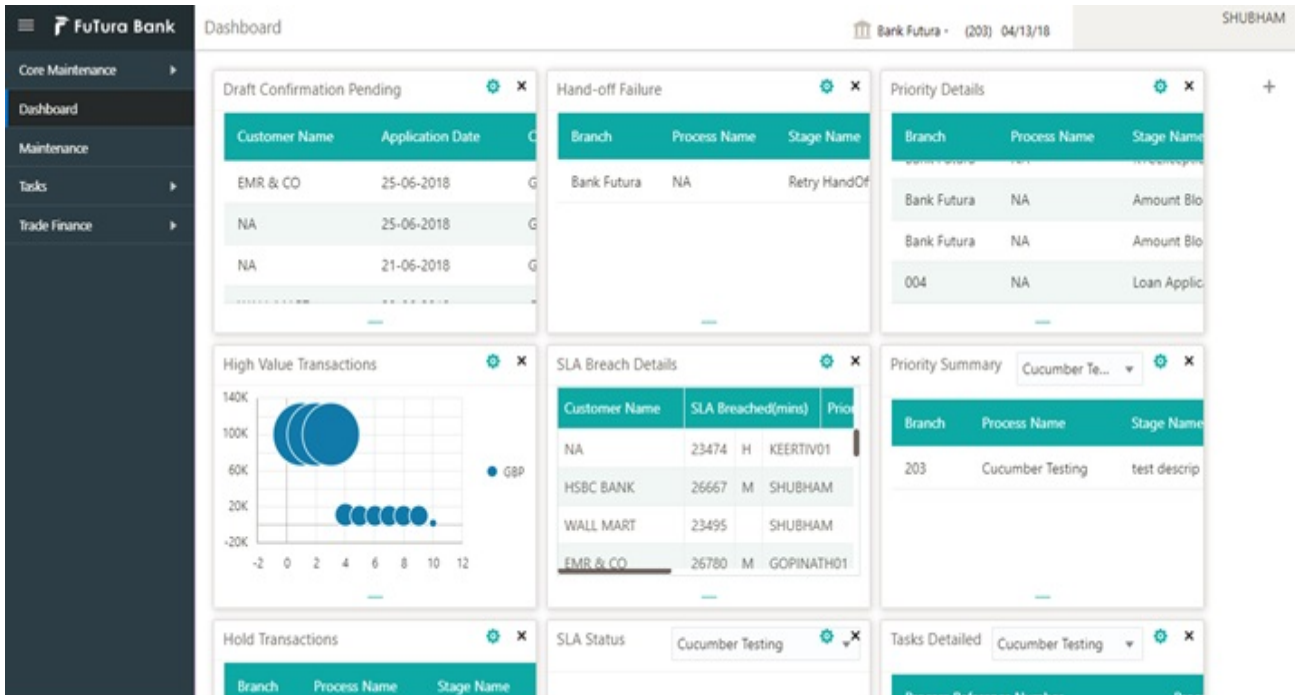 FuTura Bank
Dashboard
Bank Futura - (203) 04/13/18
SHUBHAM
Core Maintenance
Dashboard
Maintenance
Tasks
Trade Finance
Draft Confirmation Pending
Customer Name Application Date
EMR & CO 25-06-2018 G
NA 25-06-2018 G
NA 21-06-2018 G
Hand-off Failure
Branch Process Name Stage Name
Bank Futura NA Retry HandOf
Priority Details
Branch Process Name Stage Name
Bank Futura NA Amount Blo
Bank Futura NA Amount Blo
004 NA Loan Applic
High Value Transactions
140K
100K
60K
20K
-20K
-2 0 2 4 6 8 10 12
GBP
SLA Breach Details
Customer Name SLA Breached(mins) Prior
NA 23474 H KEERTIV01
HSBC BANK 26667 M SHUBHAM
WALL MART 23495 SHUBHAM
EMR & CO 26780 M GOPINATH01
Priority Summary Cucumber Te...
Branch Process Name Stage Name
203 Cucumber Testing test descrip
Hold Transactions
Branch Process Name Stage Name
SLA Status Cucumber Testing
Tasks Detailed Cucumber Testing